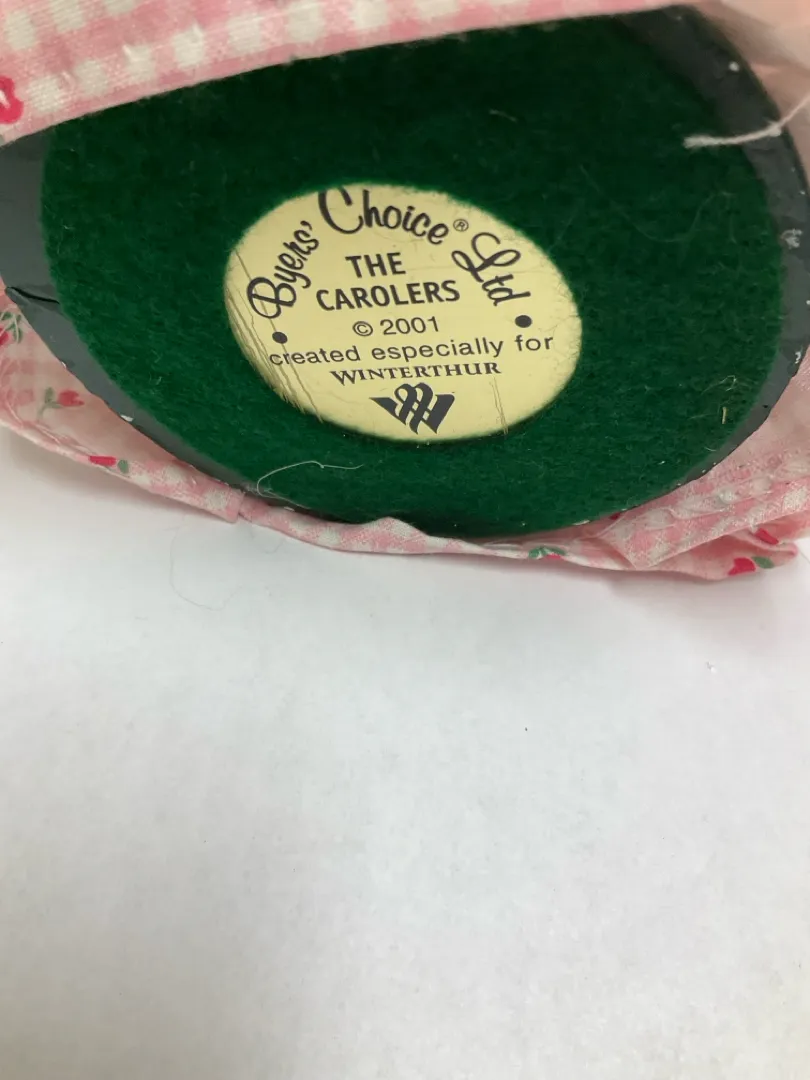 Byers' Choice® Ltd
THE
CAROLERS
© 2001
created especially for
WINTERTHUR